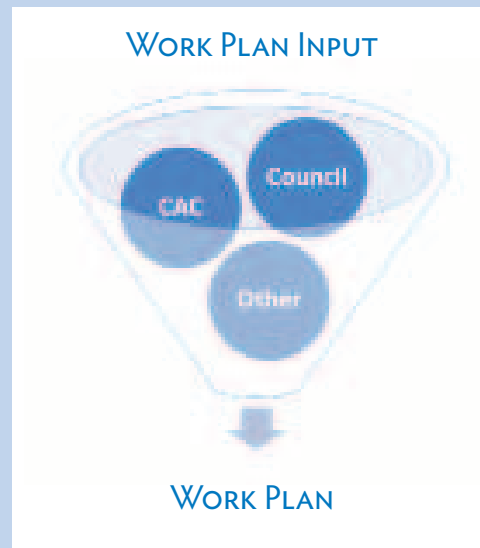 Work Plan Input
Council
CAC
Other
Work Plan